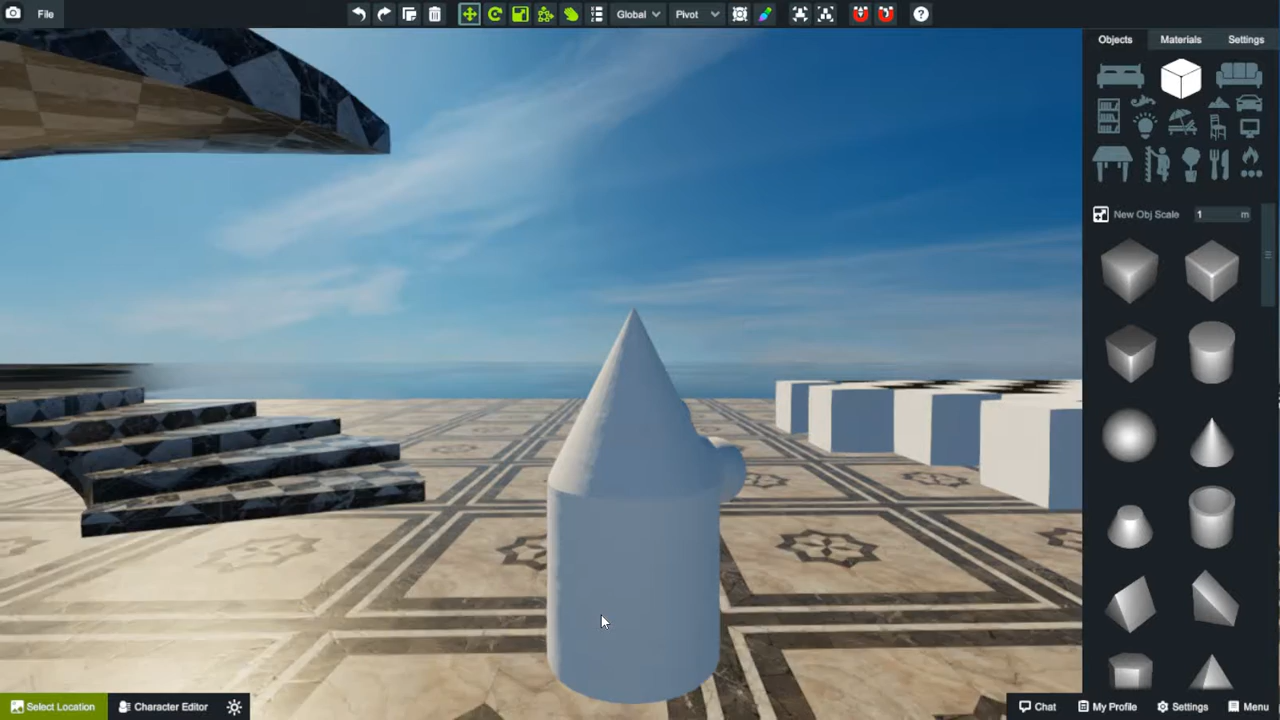 File
Global
Pivot
?
Objects
Materials
Settings
New Obj Scale
1
m
Select Location
Character Editor
Chat
My Profile
Settings
Menu